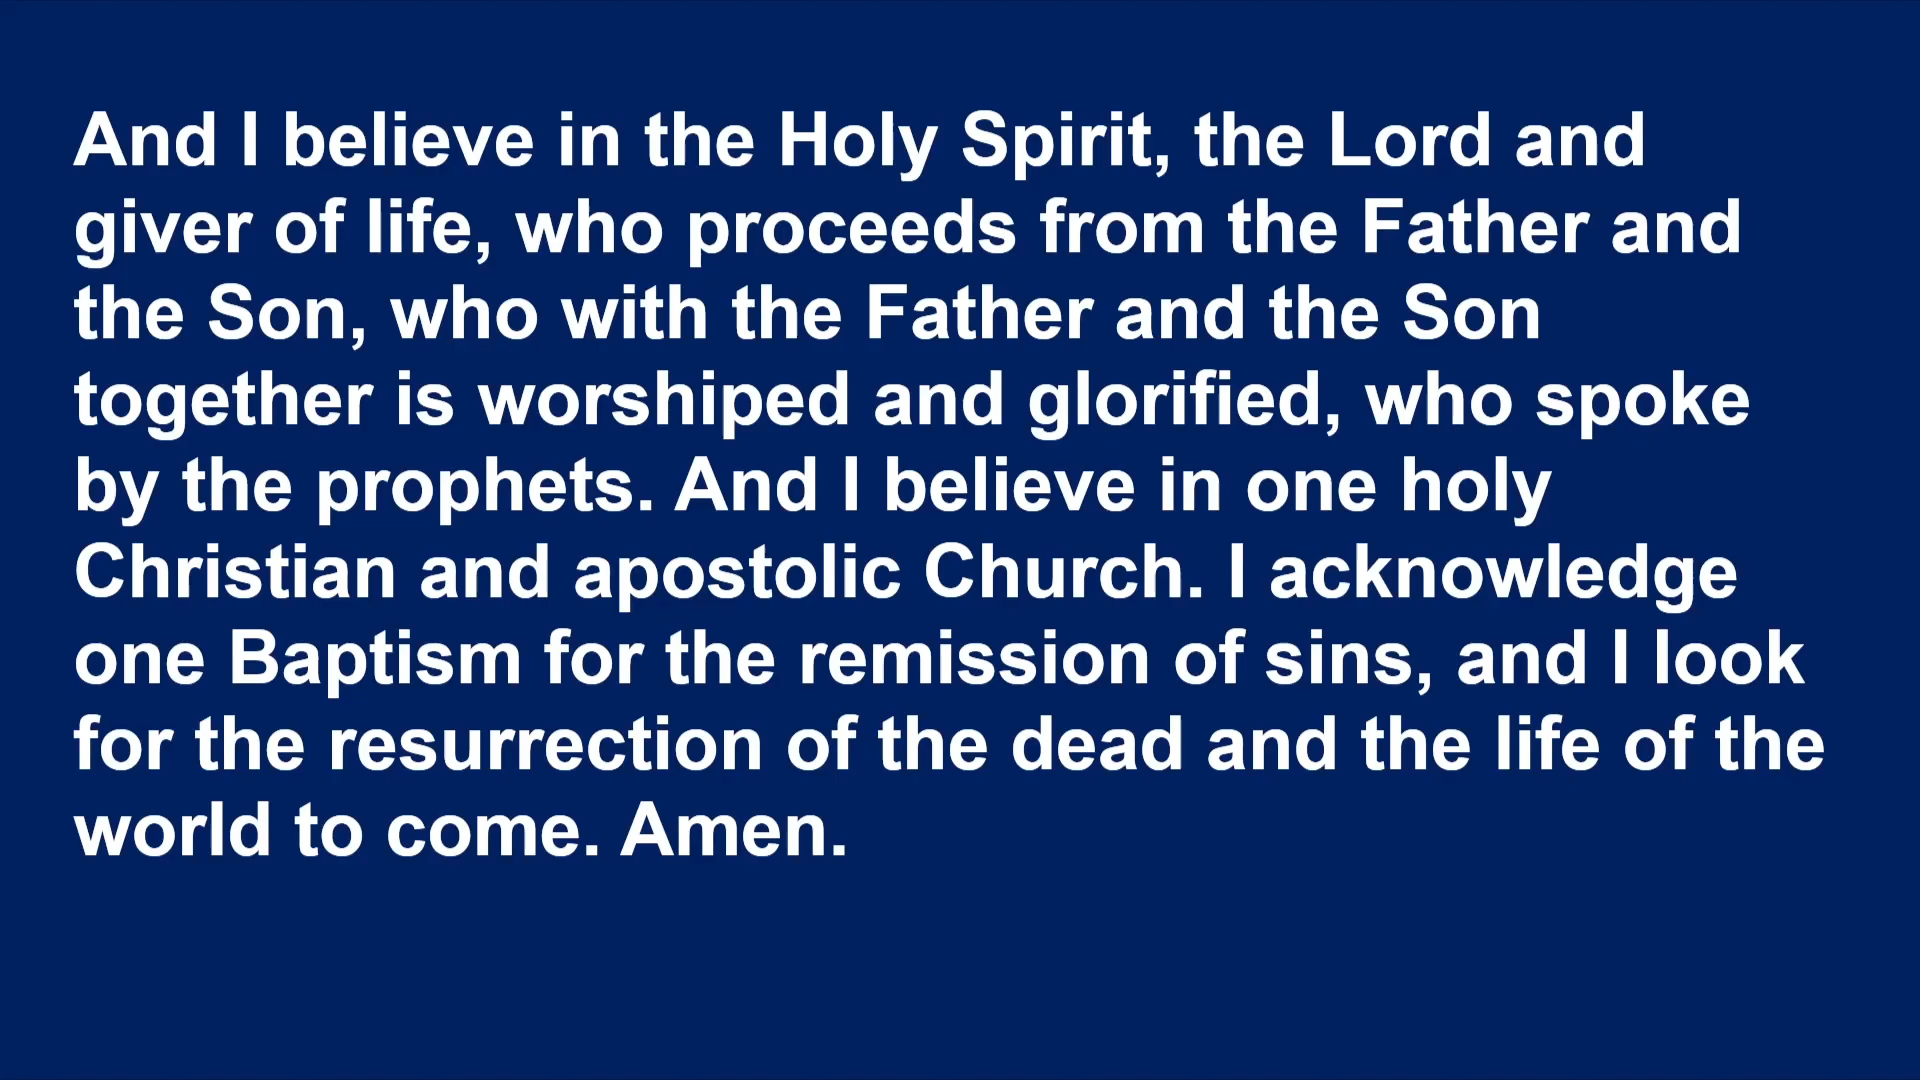 And I believe in the Holy Spirit, the Lord and
giver of life, who proceeds from the Father and
the Son, who with the Father and the Son
together is worshiped and glorified, who spoke
by the prophets. And I believe in one holy
Christian and apostolic Church. I acknowledge
one Baptism for the remission of sins, and I look
for the resurrection of the dead and the life of the
world to come. Amen.